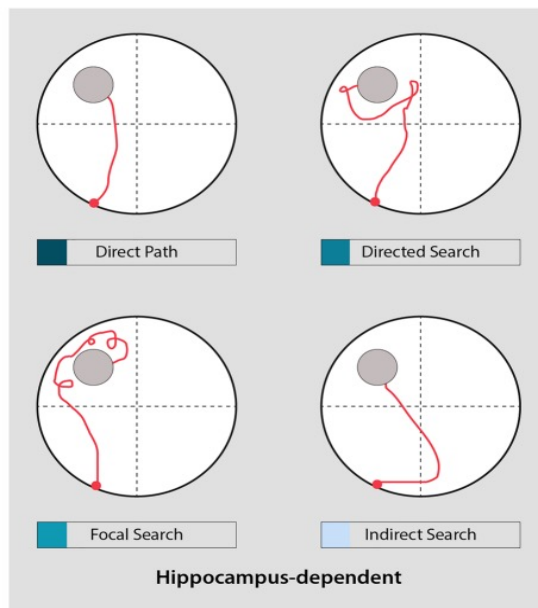 Direct Path
Directed Search
Focal Search
Indirect Search
Hippocampus-dependent